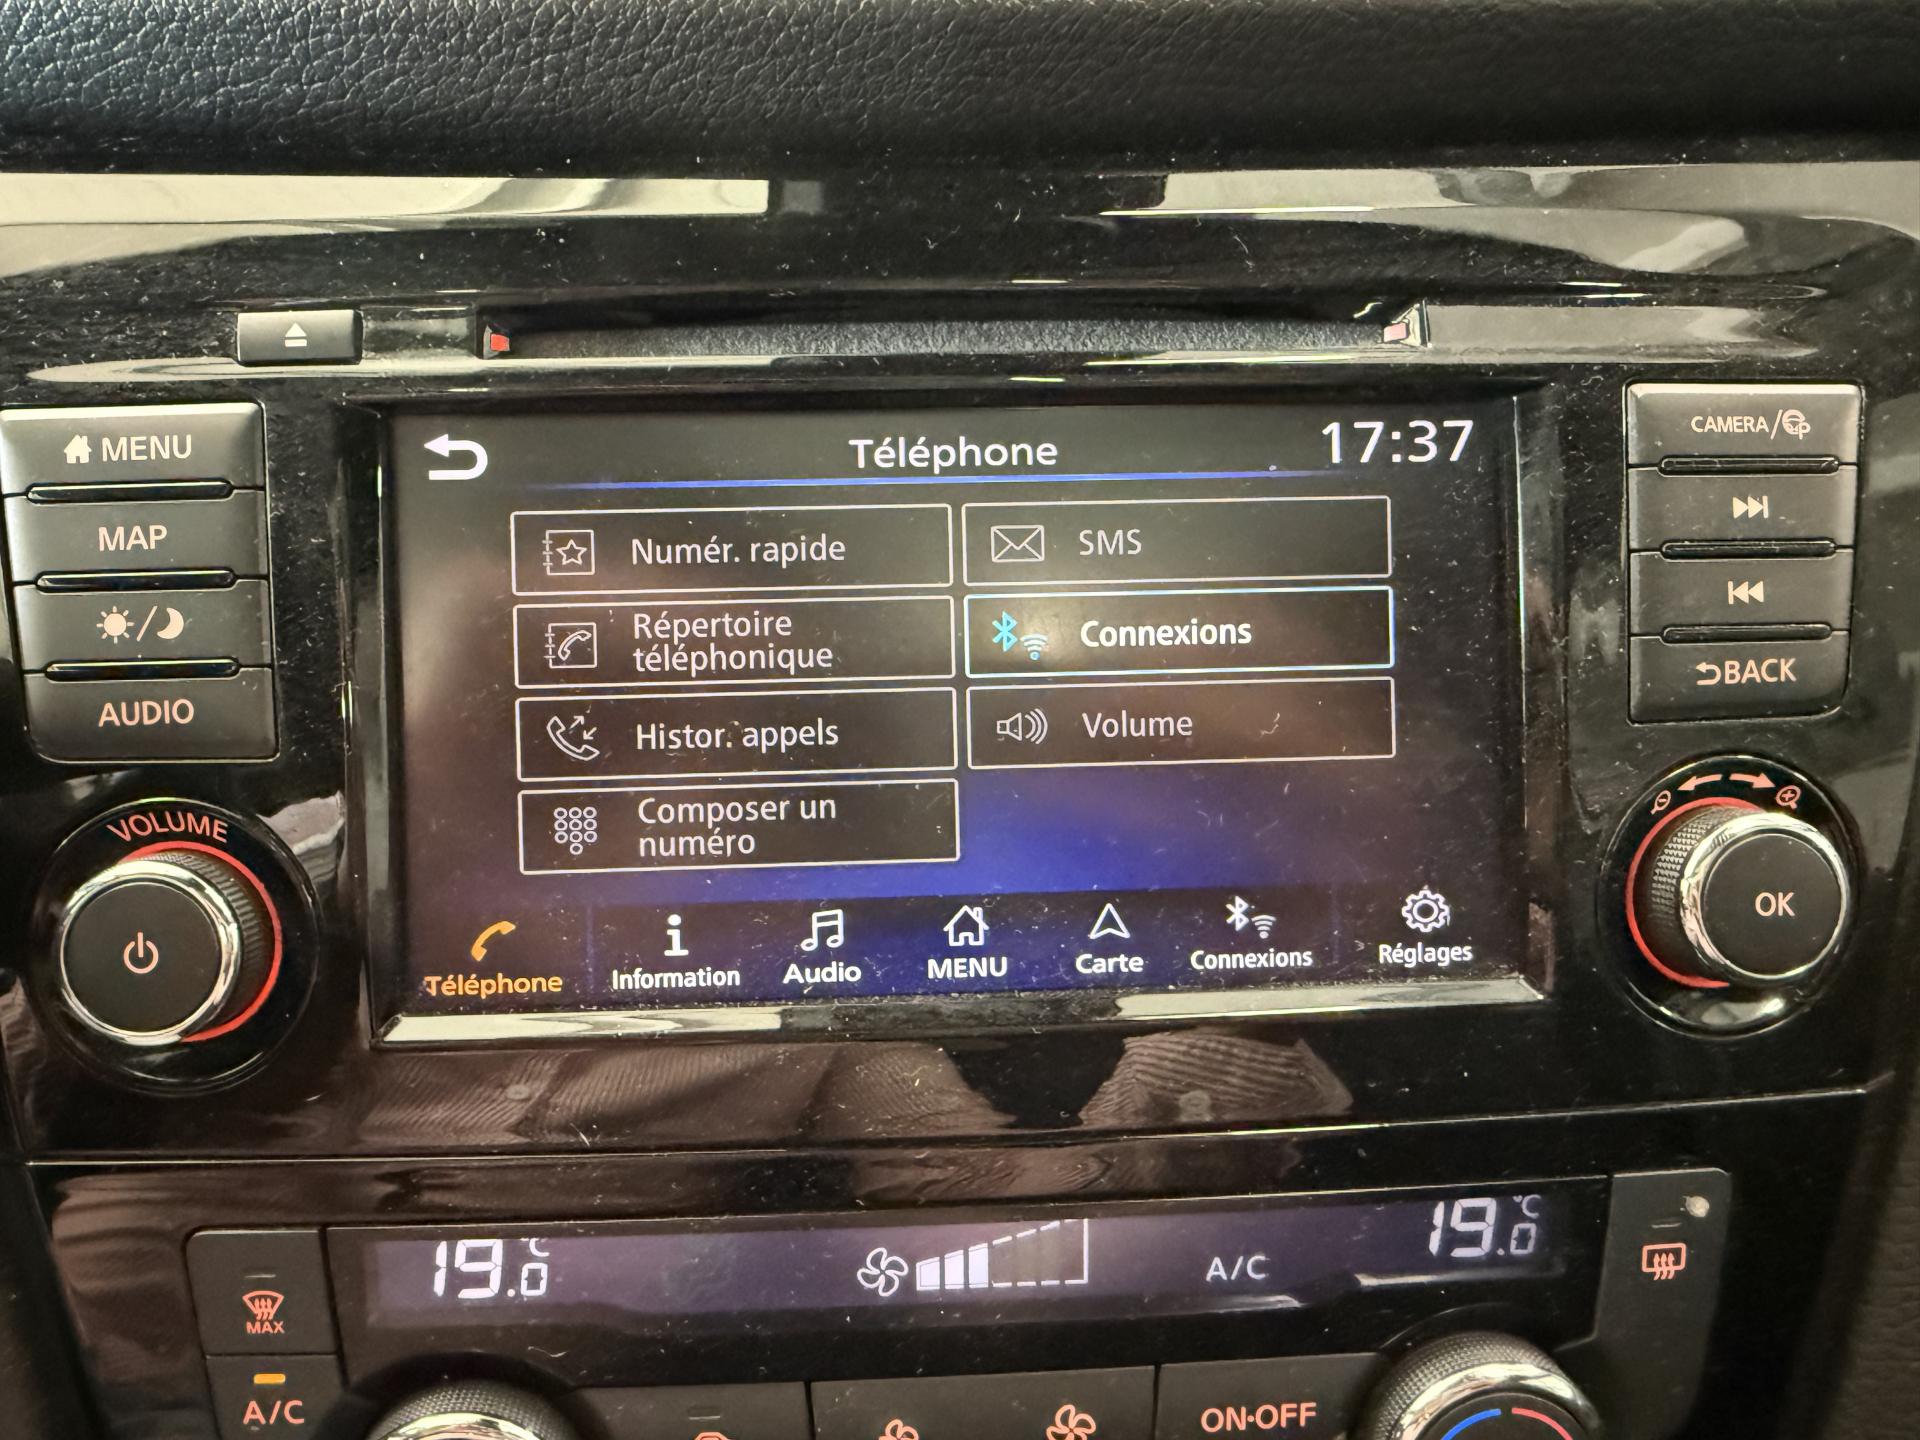 MENU
MAP
AUDIO
VOLUME
Téléphone
17:37
Numér. rapide
SMS
Répertoire
téléphonique
Connexions
Histor. appels
Volume
Composer un
numéro
Téléphone
Information
Audio
MENU
Carte
Connexions
Réglages
CAMERA/
BACK
OK
19.0 °C
A/C
19.0 °C
MAX
A/C
ON·OFF